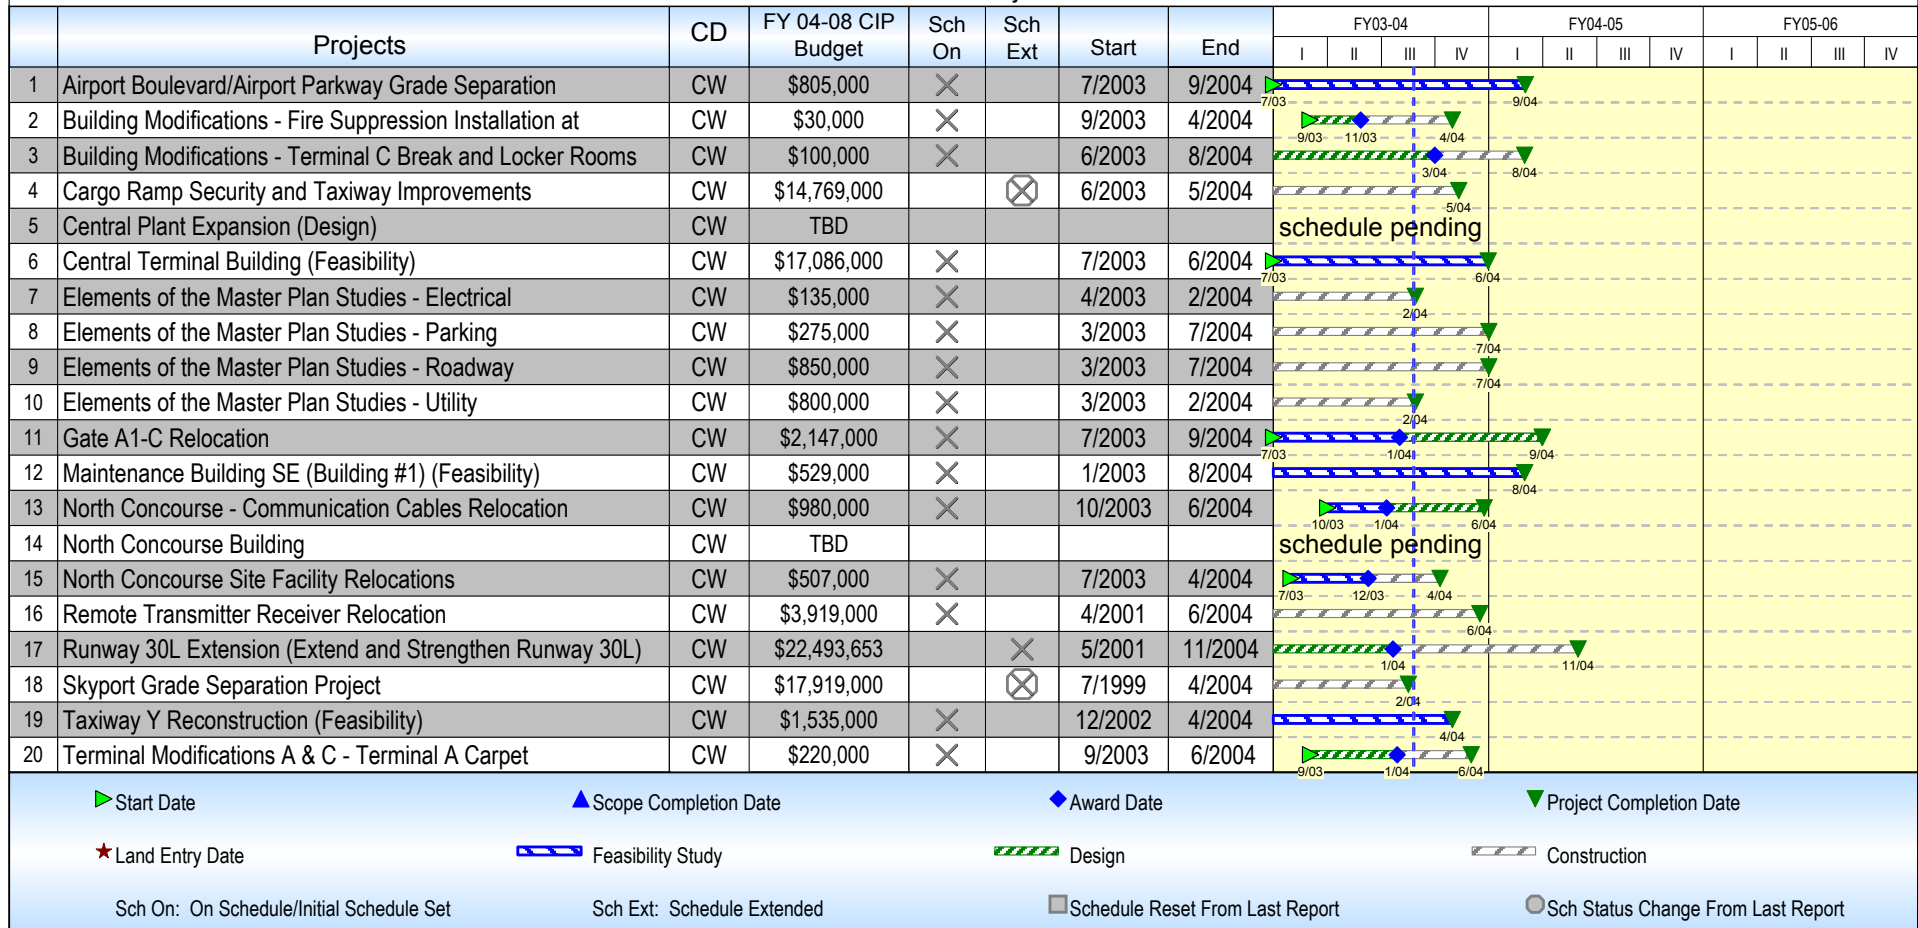 Projects CD FY 04-08 CIP Budget Sch On Sch Ext Start End FY03-04 FY04-05 FY05-06
I II III IV I II III IV I II III IV
1 Airport Boulevard/Airport Parkway Grade Separation CW $805,000 7/2003 9/2004 7/03 9/04
2 Building Modifications - Fire Suppression Installation at CW $30,000 9/2003 4/2004 9/03 11/03 4/04
3 Building Modifications - Terminal C Break and Locker Rooms CW $100,000 6/2003 8/2004 3/04 8/04
4 Cargo Ramp Security and Taxiway Improvements CW $14,769,000 6/2003 5/2004 5/04
5 Central Plant Expansion (Design) CW TBD schedule pending
6 Central Terminal Building (Feasibility) CW $17,086,000 7/2003 6/2004 7/03 6/04
7 Elements of the Master Plan Studies - Electrical CW $135,000 4/2003 2/2004 2/04
8 Elements of the Master Plan Studies - Parking CW $275,000 3/2003 7/2004 7/04
9 Elements of the Master Plan Studies - Roadway CW $850,000 3/2003 7/2004 7/04
10 Elements of the Master Plan Studies - Utility CW $800,000 3/2003 2/2004 2/04
11 Gate A1-C Relocation CW $2,147,000 7/2003 9/2004 7/03 1/04 9/04
12 Maintenance Building SE (Building #1) (Feasibility) CW $529,000 1/2003 8/2004 8/04
13 North Concourse - Communication Cables Relocation CW $980,000 10/2003 6/2004 10/03 1/04 6/04
14 North Concourse Building CW TBD schedule pending
15 North Concourse Site Facility Relocations CW $507,000 7/2003 4/2004 7/03 12/03 4/04
16 Remote Transmitter Receiver Relocation CW $3,919,000 4/2001 6/2004 6/04
17 Runway 30L Extension (Extend and Strengthen Runway 30L) CW $22,493,653 5/2001 11/2004 1/04 11/04
18 Skyport Grade Separation Project CW $17,919,000 7/1999 4/2004 2/04
19 Taxiway Y Reconstruction (Feasibility) CW $1,535,000 12/2002 4/2004 4/04
20 Terminal Modifications A & C - Terminal A Carpet CW $220,000 9/2003 6/2004 9/03 1/04 6/04
Start Date Scope Completion Date Award Date Project Completion Date
Land Entry Date Feasibility Study Design Construction
Sch On: On Schedule/Initial Schedule Set Sch Ext: Schedule Extended Schedule Reset From Last Report Sch Status Change From Last Report